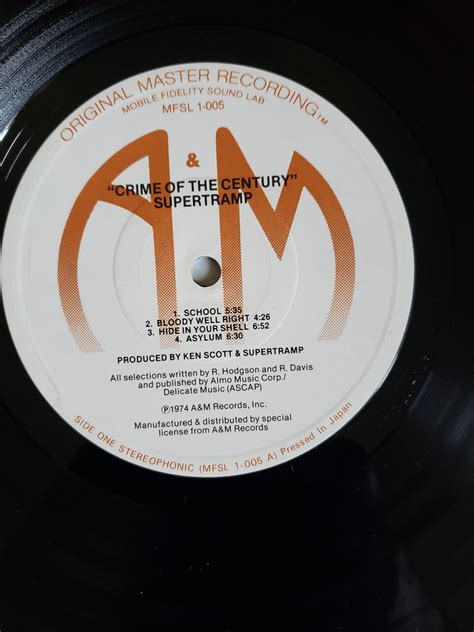 ORIGINAL MASTER RECORDING™
MOBILE FIDELITY SOUND LAB
MFSL 1-005
A & M
"CRIME OF THE CENTURY"
SUPERTRAMP
1. SCHOOL 5:35
2. BLOODY WELL RIGHT 4:26
3. HIDE IN YOUR SHELL 6:52
4. ASYLUM 6:30
PRODUCED BY KEN SCOTT & SUPERTRAMP
All selections written by R. Hodgson and R. Davis
and published by Almo Music Corp./
Delicate Music (ASCAP)
℗1974 A&M Records, Inc.
Manufactured & distributed by special
license from A&M Records
SIDE ONE STEREOPHONIC (MFSL 1-005 A) Pressed In Japan